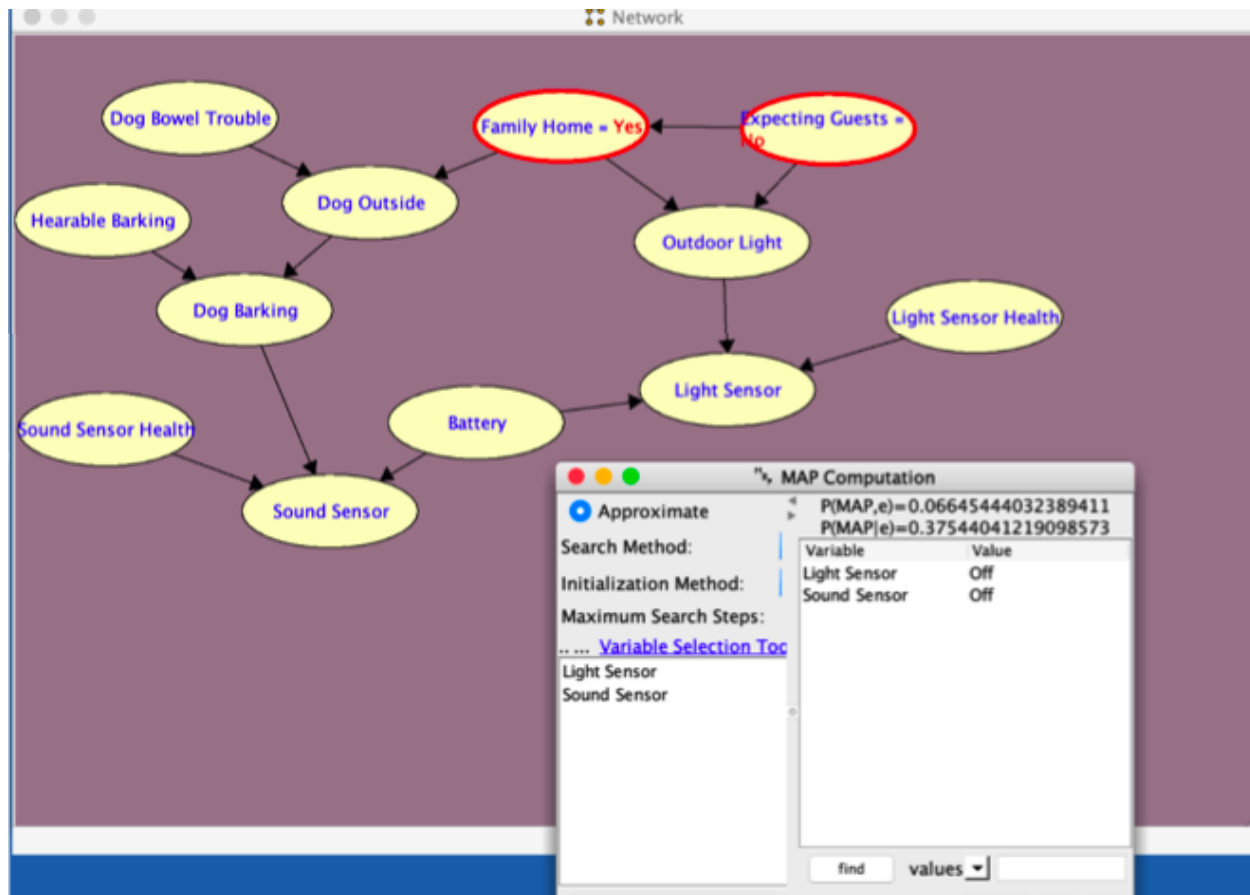 Network
Dog Bowel Trouble
Family Home = Yes
Expecting Guests =
No
Dog Outside
Hearable Barking
Outdoor Light
Dog Barking
Light Sensor Health
Light Sensor
Sound Sensor Health
Battery
Sound Sensor
MAP Computation
Approximate
P(MAP,e)=0.06645444032389411
P(MAP|e)=0.37544041219098573
Search Method:
Variable Value
Light Sensor Off
Initialization Method:
Sound Sensor Off
Maximum Search Steps:
.. ... Variable Selection Too
Light Sensor
Sound Sensor
find values